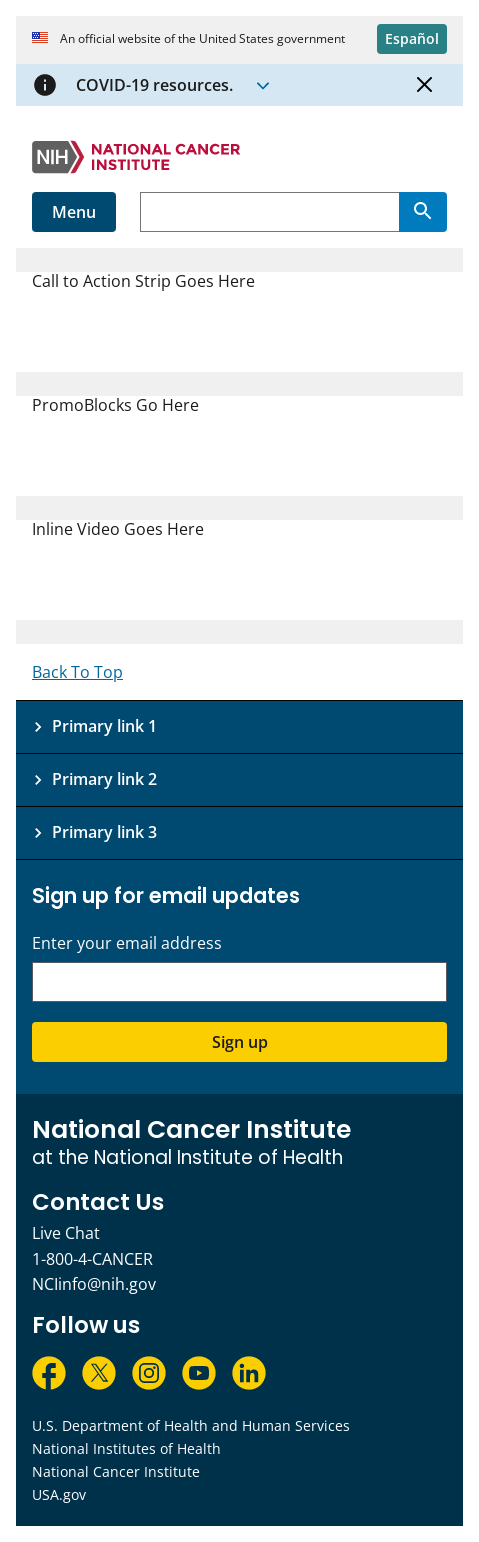 An official website of the United States government
Español
COVID-19 resources.
NIH
NATIONAL CANCER
INSTITUTE
Menu
Call to Action Strip Goes Here
PromoBlocks Go Here
Inline Video Goes Here
Back To Top
Primary link 1
Primary link 2
Primary link 3
Sign up for email updates
Enter your email address
Sign up
National Cancer Institute
at the National Institute of Health
Contact Us
Live Chat
1-800-4-CANCER
NCIinfo@nih.gov
Follow us
U.S. Department of Health and Human Services
National Institutes of Health
National Cancer Institute
USA.gov